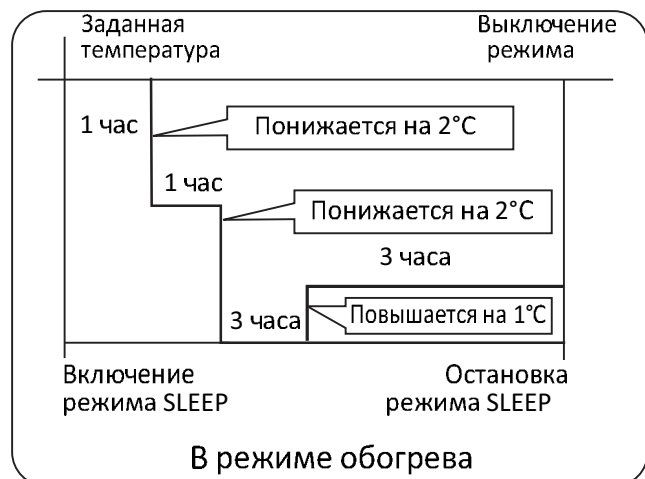 Заданная
температура
Выключение
режима
1 час
Понижается на 2°C
1 час
Понижается на 2°C
3 часа
3 часа
Повышается на 1°C
Включение
режима SLEEP
Остановка
режима SLEEP
В режиме обогрева